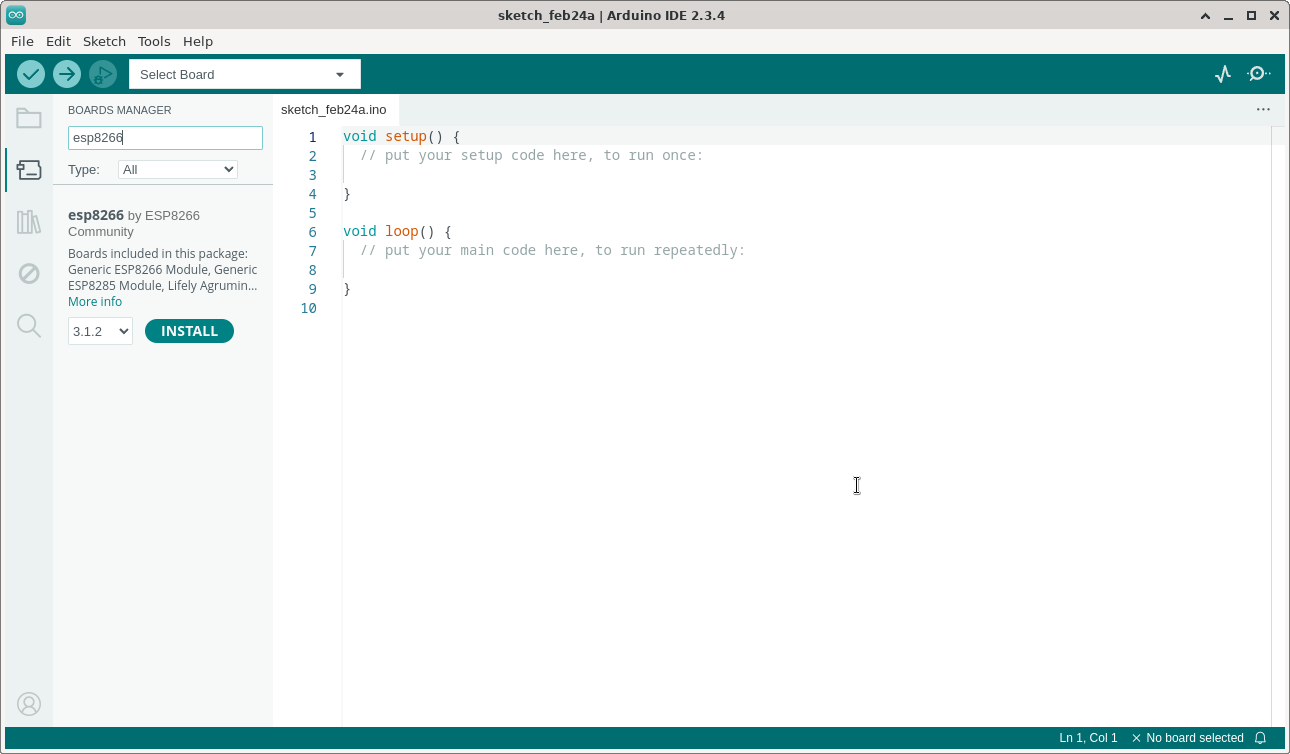 sketch_feb24a | Arduino IDE 2.3.4
File Edit Sketch Tools Help
Select Board
BOARDS MANAGER
esp8266
Type: All
esp8266 by ESP8266
Community
Boards included in this package:
Generic ESP8266 Module, Generic
ESP8285 Module, Lifely Agrumin...
More info
3.1.2 INSTALL
sketch_feb24a.ino
1 void setup() {
2 // put your setup code here, to run once:
3
4 }
5
6 void loop() {
7 // put your main code here, to run repeatedly:
8
9 }
10
Ln 1, Col 1 No board selected